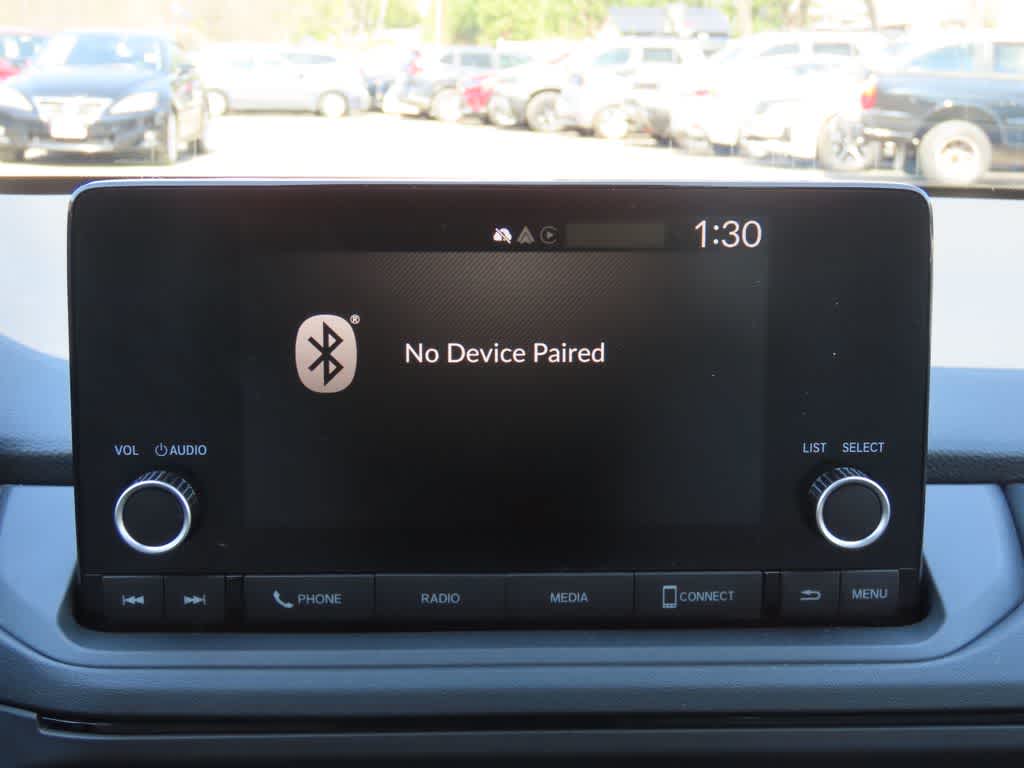 1:30
®
No Device Paired
VOL AUDIO
LIST SELECT
PHONE RADIO MEDIA CONNECT MENU